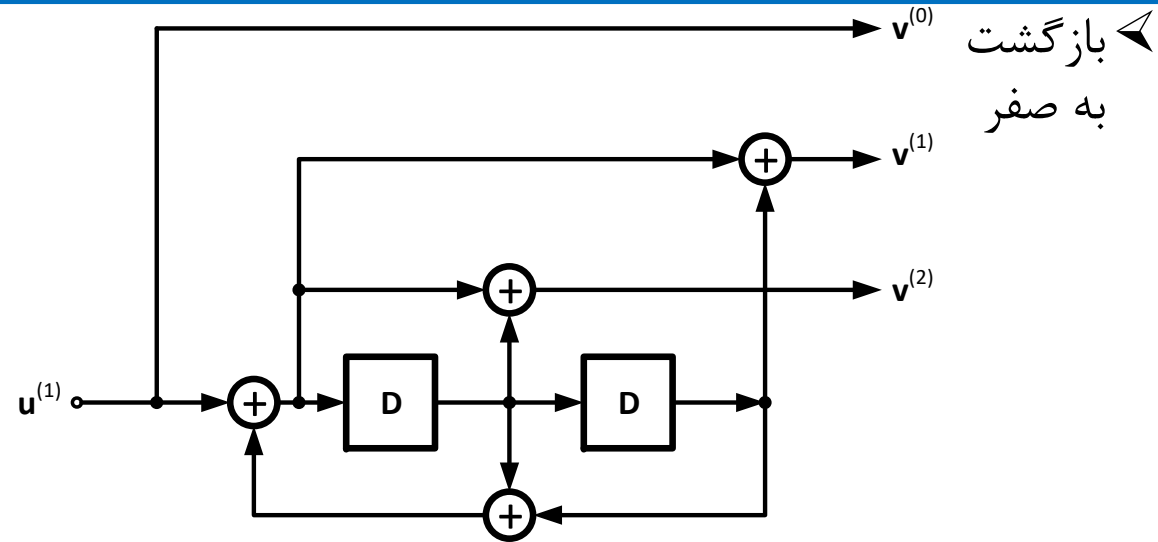 ➤ بازگشت
به صفر
v(0)
v(1)
v(2)
u(1)
+
+
+
D
D
+